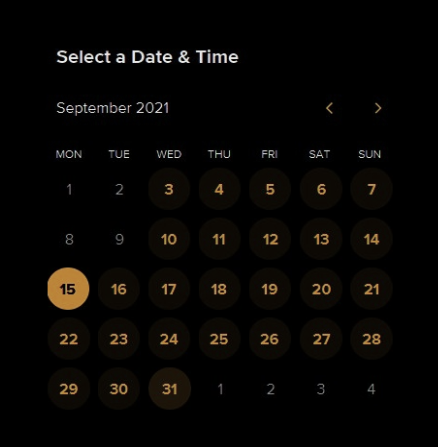 Select a Date & Time
September 2021
MON TUE WED THU FRI SAT SUN
1 2 3 4 5 6 7
8 9 10 11 12 13 14
15 16 17 18 19 20 21
22 23 24 25 26 27 28
29 30 31 1 2 3 4